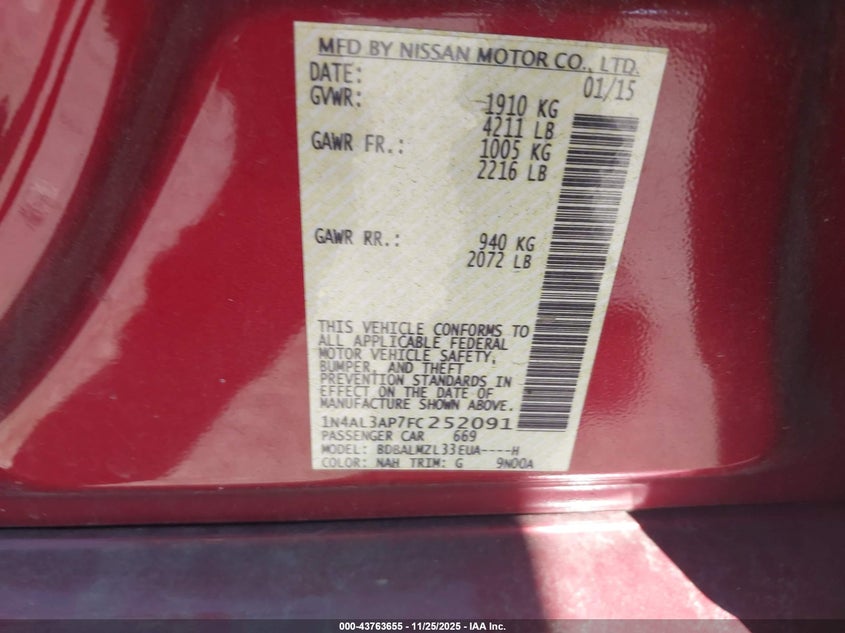 MFD BY NISSAN MOTOR CO., LTD.
DATE: 01/15
GVWR: 1910 KG
4211 LB
GAWR FR.: 1005 KG
2216 LB
GAWR RR.: 940 KG
2072 LB
THIS VEHICLE CONFORMS TO
ALL APPLICABLE FEDERAL
MOTOR VEHICLE SAFETY,
BUMPER, AND THEFT
PREVENTION STANDARDS IN
EFFECT ON THE DATE OF
MANUFACTURE SHOWN ABOVE.
1N4AL3AP7FC252091
PASSENGER CAR 669
MODEL: BDBALMZL33EUA----H
COLOR: NAH TRIM: G 9N00A
000-43763655 - 11/25/2025 - IAA Inc.